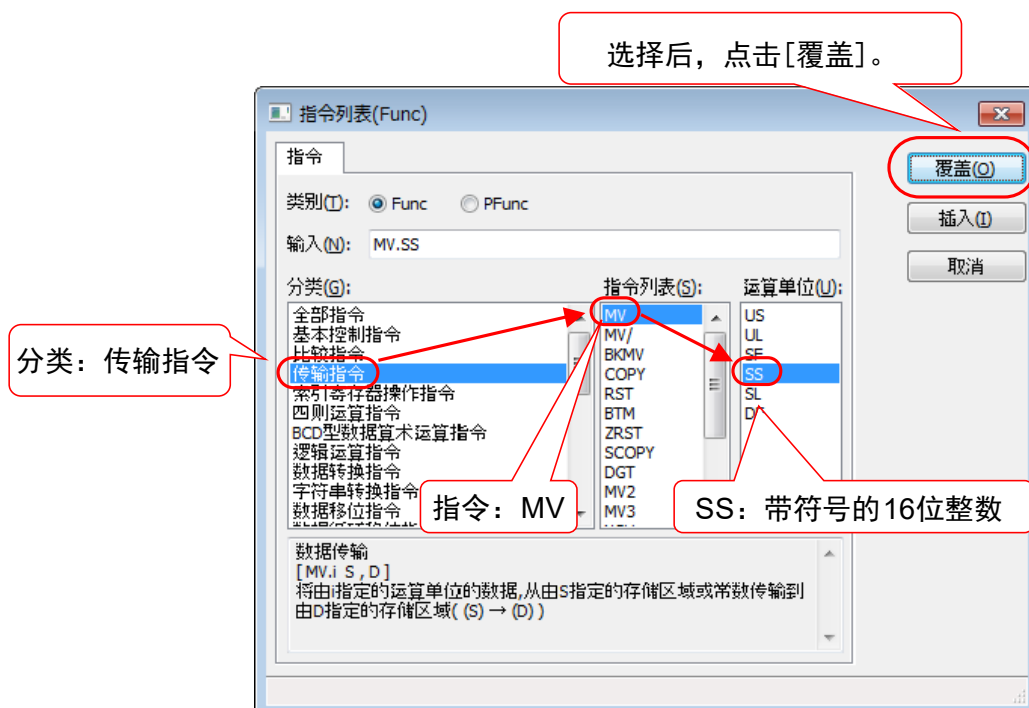 选择后，点击[覆盖]。
指令列表(Func)
指令
覆盖(O)
类别(T): Func PFunc
插入(I)
输入(N): MV.SS
取消
分类(G): 指令列表(S): 运算单位(U):
全部指令
基本控制指令
比较指令
传输指令
索引寄存器操作指令
四则运算指令
BCD型数据算术运算指令
逻辑运算指令
数据转换指令
字符串转换指令
数据移位指令
MV
MV/
BKMV
COPY
RST
BTM
ZRST
SCOPY
DGT
MV2
MV3
US
UL
SS
SL
分类：传输指令
指令：MV
SS：带符号的16位整数
数据传输
[MV.i S,D]
将由i指定的运算单位的数据,从由S指定的存储区域或常数传输到
由D指定的存储区域( (S) → (D) )